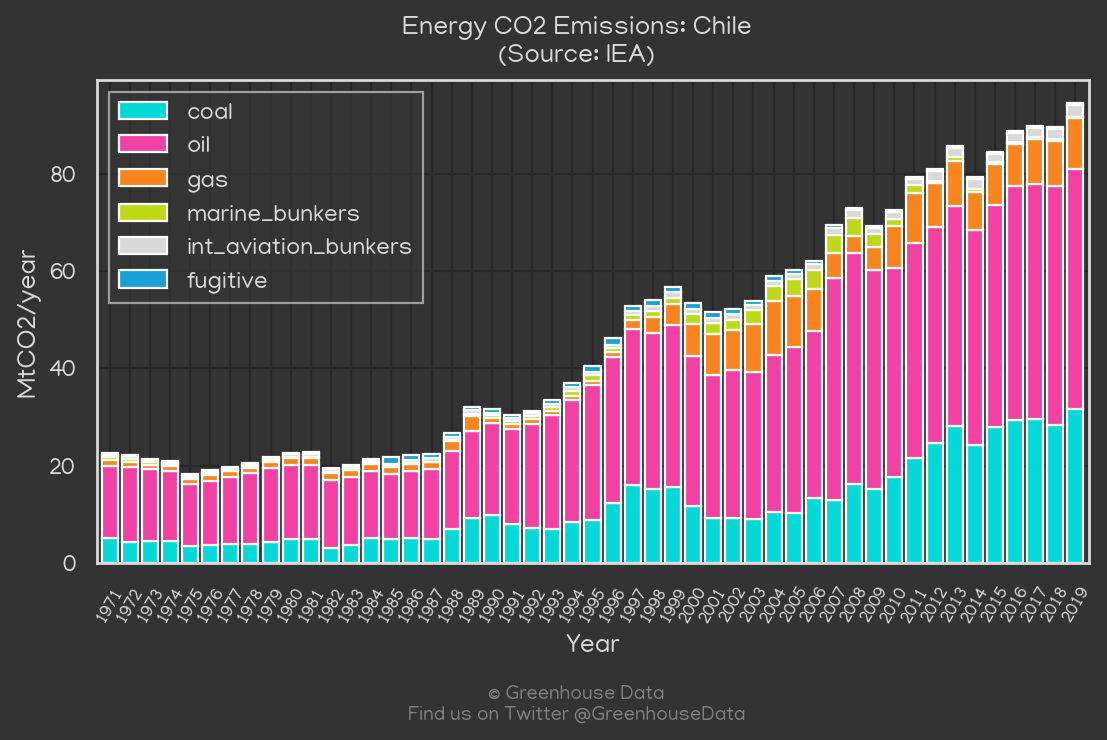 Energy CO2 Emissions: Chile
(Source: IEA)
coal
oil
gas
marine_bunkers
int_aviation_bunkers
fugitive
MtCO2/year
80
60
40
20
0
1971 1972 1973 1974 1975 1976 1977 1978 1979 1980 1981 1982 1983 1984 1985 1986 1987 1988 1989 1990 1991 1992 1993 1994 1995 1996 1997 1998 1999 2000 2001 2002 2003 2004 2005 2006 2007 2008 2009 2010 2011 2012 2013 2014 2015 2016 2017 2018 2019
Year
© Greenhouse Data
Find us on Twitter @GreenhouseData